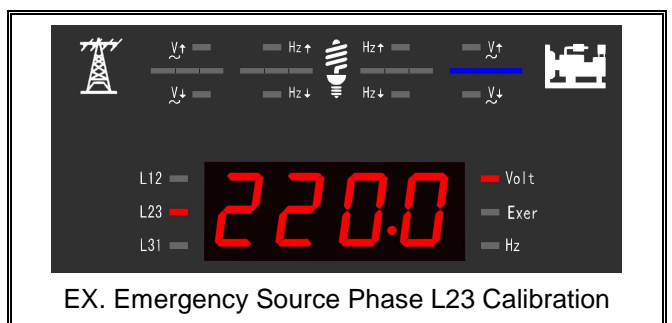 V↑ Hz↑ Hz↑ V↑
V↓ Hz↓ Hz↓ V↓
L12 Volt
L23 220.0 Exer
L31 Hz
EX. Emergency Source Phase L23 Calibration